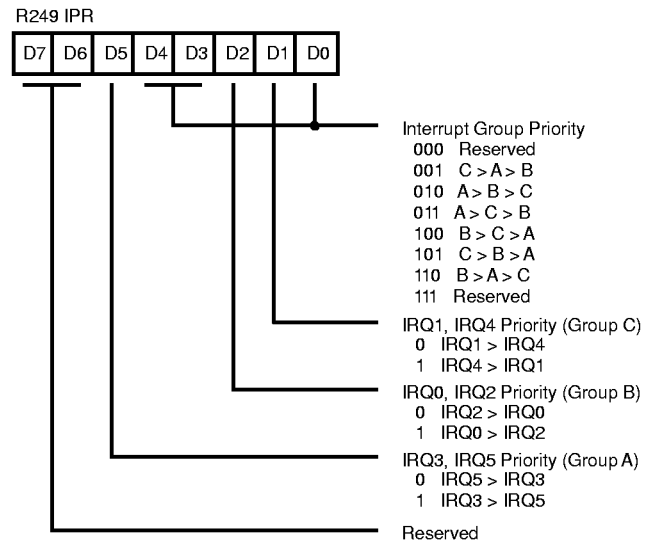 R249 IPR
D7 D6 D5 D4 D3 D2 D1 D0
Interrupt Group Priority
000 Reserved
001 C > A > B
010 A > B > C
011 A > C > B
100 B > C > A
101 C > B > A
110 B > A > C
111 Reserved
IRQ1, IRQ4 Priority (Group C)
0 IRQ1 > IRQ4
1 IRQ4 > IRQ1
IRQ0, IRQ2 Priority (Group B)
0 IRQ2 > IRQ0
1 IRQ0 > IRQ2
IRQ3, IRQ5 Priority (Group A)
0 IRQ5 > IRQ3
1 IRQ3 > IRQ5
Reserved